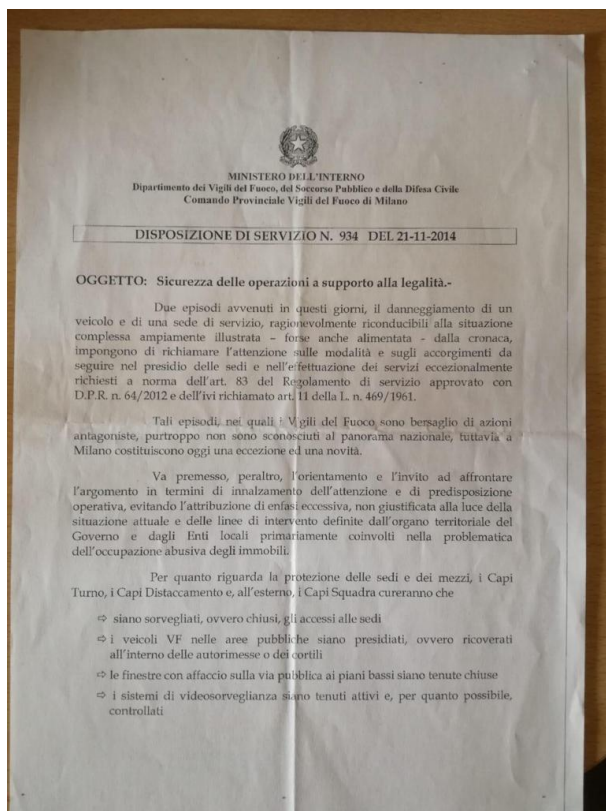 MINISTERO DELL'INTERNO
Dipartimento dei Vigili del Fuoco, del Soccorso Pubblico e della Difesa Civile
Comando Provinciale Vigili del Fuoco di Milano
DISPOSIZIONE DI SERVIZIO N. 934 DEL 21-11-2014
OGGETTO: Sicurezza delle operazioni a supporto alla legalità.-
Due episodi avvenuti in questi giorni, il danneggiamento di un
veicolo e di una sede di servizio, ragionevolmente riconducibili alla situazione
complessa ampiamente illustrata – forse anche alimentata - dalla cronaca,
impongono di richiamare l'attenzione sulle modalità e sugli accorgimenti da
seguire nel presidio delle sedi e nell'effettuazione dei servizi eccezionalmente
richiesti a norma dell'art. 83 del Regolamento di servizio approvato con
D.P.R. n. 64/2012 e dell'ivi richiamato art. 11 della L. n. 469/1961.
Tali episodi, nei quali i Vigili del Fuoco sono bersaglio di azioni
antagoniste, purtroppo non sono sconosciuti al panorama nazionale, tuttavia a
Milano costituiscono oggi una eccezione ed una novità.
Va premesso, peraltro, l'orientamento e l'invito ad affrontare
l'argomento in termini di innalzamento dell'attenzione e di predisposizione
operativa, evitando l'attribuzione di enfasi eccessiva, non giustificata alla luce della
situazione attuale e delle linee di intervento definite dall'organo territoriale del
Governo e dagli Enti locali primariamente coinvolti nella problematica
dell'occupazione abusiva degli immobili.
Per quanto riguarda la protezione delle sedi e dei mezzi, i Capi
Turno, i Capi Distaccamento e, all'esterno, i Capi Squadra cureranno che
⇨ siano sorvegliati, ovvero chiusi, gli accessi alle sedi
⇨ i veicoli VF nelle aree pubbliche siano presidiati, ovvero ricoverati
all'interno delle autorimesse o dei cortili
⇨ le finestre con affaccio sulla via pubblica ai piani bassi siano tenute chiuse
⇨ i sistemi di videosorveglianza siano tenuti attivi e, per quanto possibile,
controllati